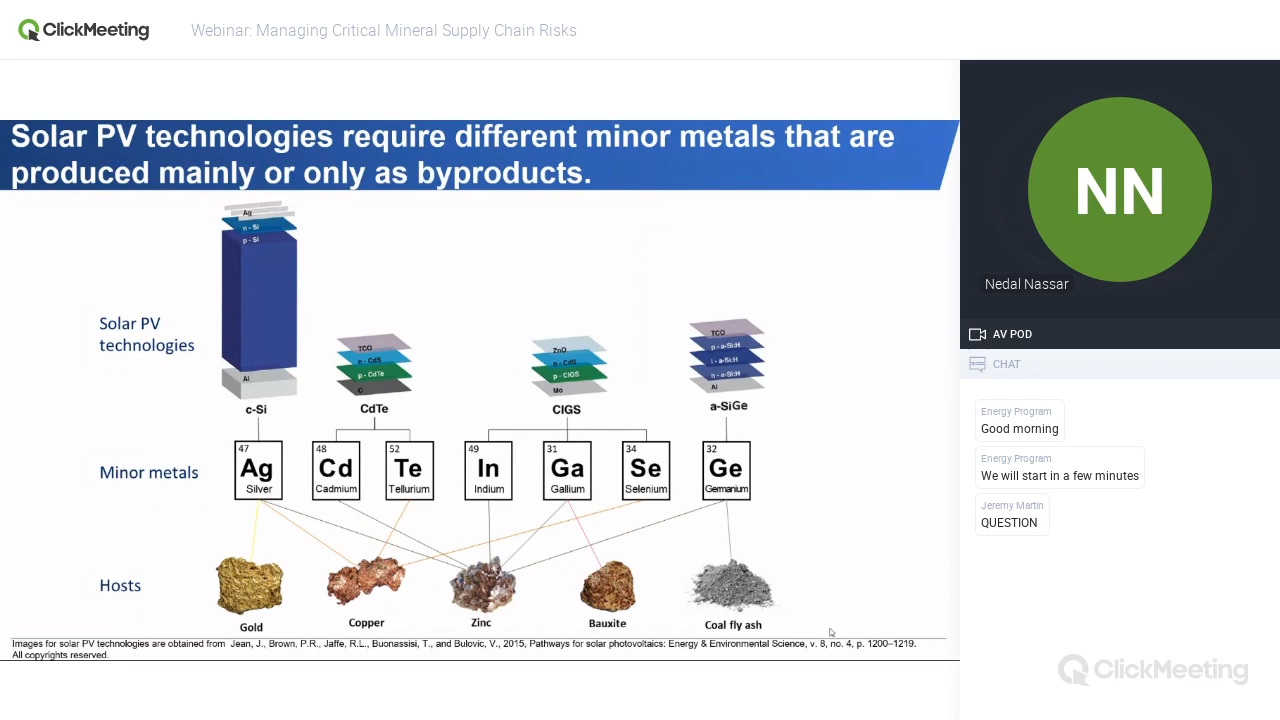 ClickMeeting
Webinar: Managing Critical Mineral Supply Chain Risks
Solar PV technologies require different minor metals that are
produced mainly or only as byproducts.
Solar PV
technologies
Ag
n - Si
p - Si
Al
c-Si
TCO
n - CdS
p - CdTe
C
CdTe
ZnO
n - CdS
p - CIGS
Mo
CIGS
TCO
p - a-Si:H
i - a-Si:H
n - a-Si:H
Al
a-SiGe
Minor metals
47
Ag
Silver
48
Cd
Cadmium
52
Te
Tellurium
49
In
Indium
31
Ga
Gallium
34
Se
Selenium
32
Ge
Germanium
Hosts
Gold
Copper
Zinc
Bauxite
Coal fly ash
Images for solar PV technologies are obtained from Jean, J., Brown, P.R., Jaffe, R.L., Buonassisi, T., and Bulovic, V., 2015, Pathways for solar photovoltaics: Energy & Environmental Science, v. 8, no. 4, p. 1200–1219.
All copyrights reserved.
NN
Nedal Nassar
AV POD
CHAT
Energy Program
Good morning
Energy Program
We will start in a few minutes
Jeremy Martin
QUESTION
ClickMeeting